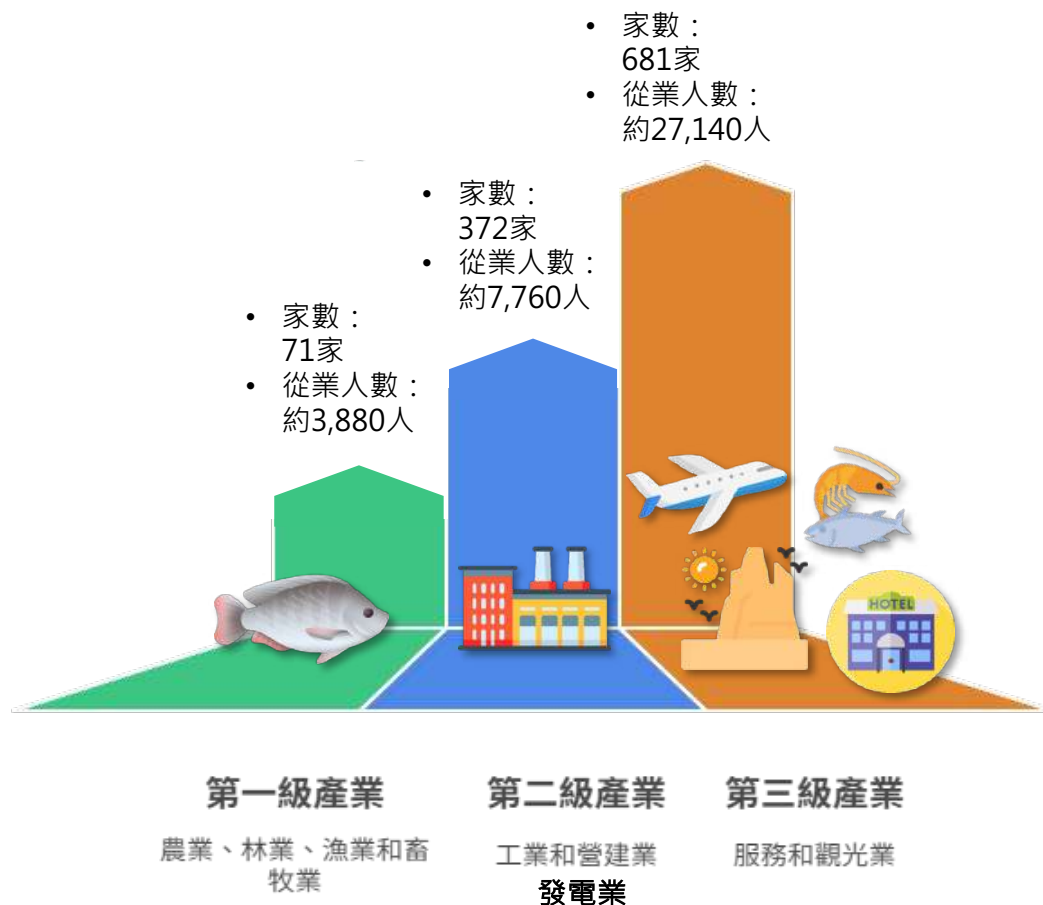 • 家數：
681家
• 從業人數：
約27,140人
• 家數：
372家
• 從業人數：
約7,760人
• 家數：
71家
• 從業人數：
約3,880人
HOTEL
第一級產業
農業、林業、漁業和畜
牧業
第二級產業
工業和營建業
發電業
第三級產業
服務和觀光業